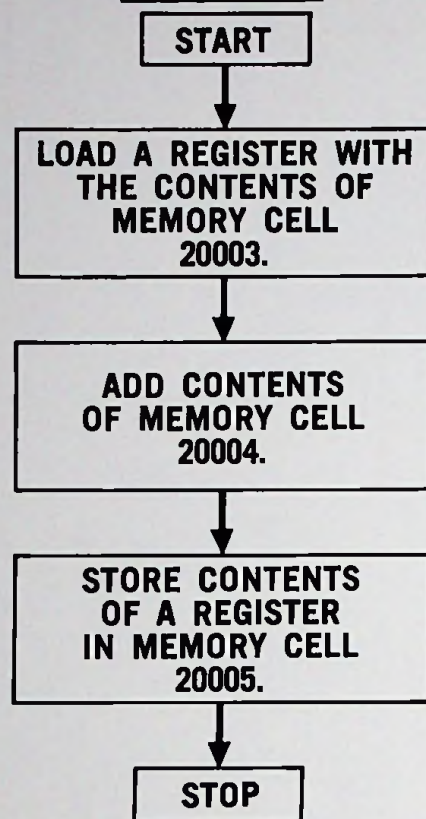 START
LOAD A REGISTER WITH
THE CONTENTS OF
MEMORY CELL
20003.
ADD CONTENTS
OF MEMORY CELL
20004.
STORE CONTENTS
OF A REGISTER
IN MEMORY CELL
20005.
STOP